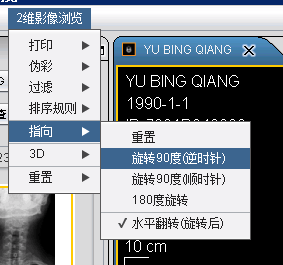 2维影像浏览
打印
伪彩
过滤
排序规则
指向
3D
重置
YU BING QIANG
YU BING QIANG
1990-1-1
重置
旋转90度(逆时针)
旋转90度(顺时针)
180度旋转
水平翻转(旋转后)
10 cm